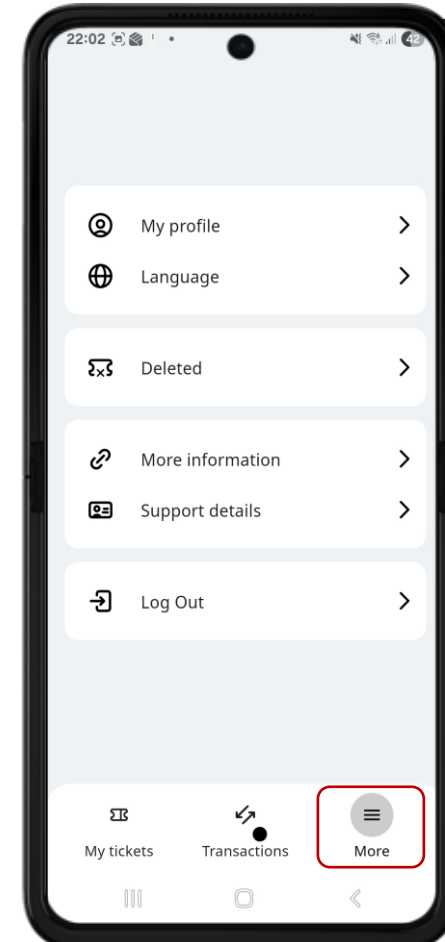 22:02
42
My profile
Language
Deleted
More information
Support details
Log Out
My tickets
Transactions
More